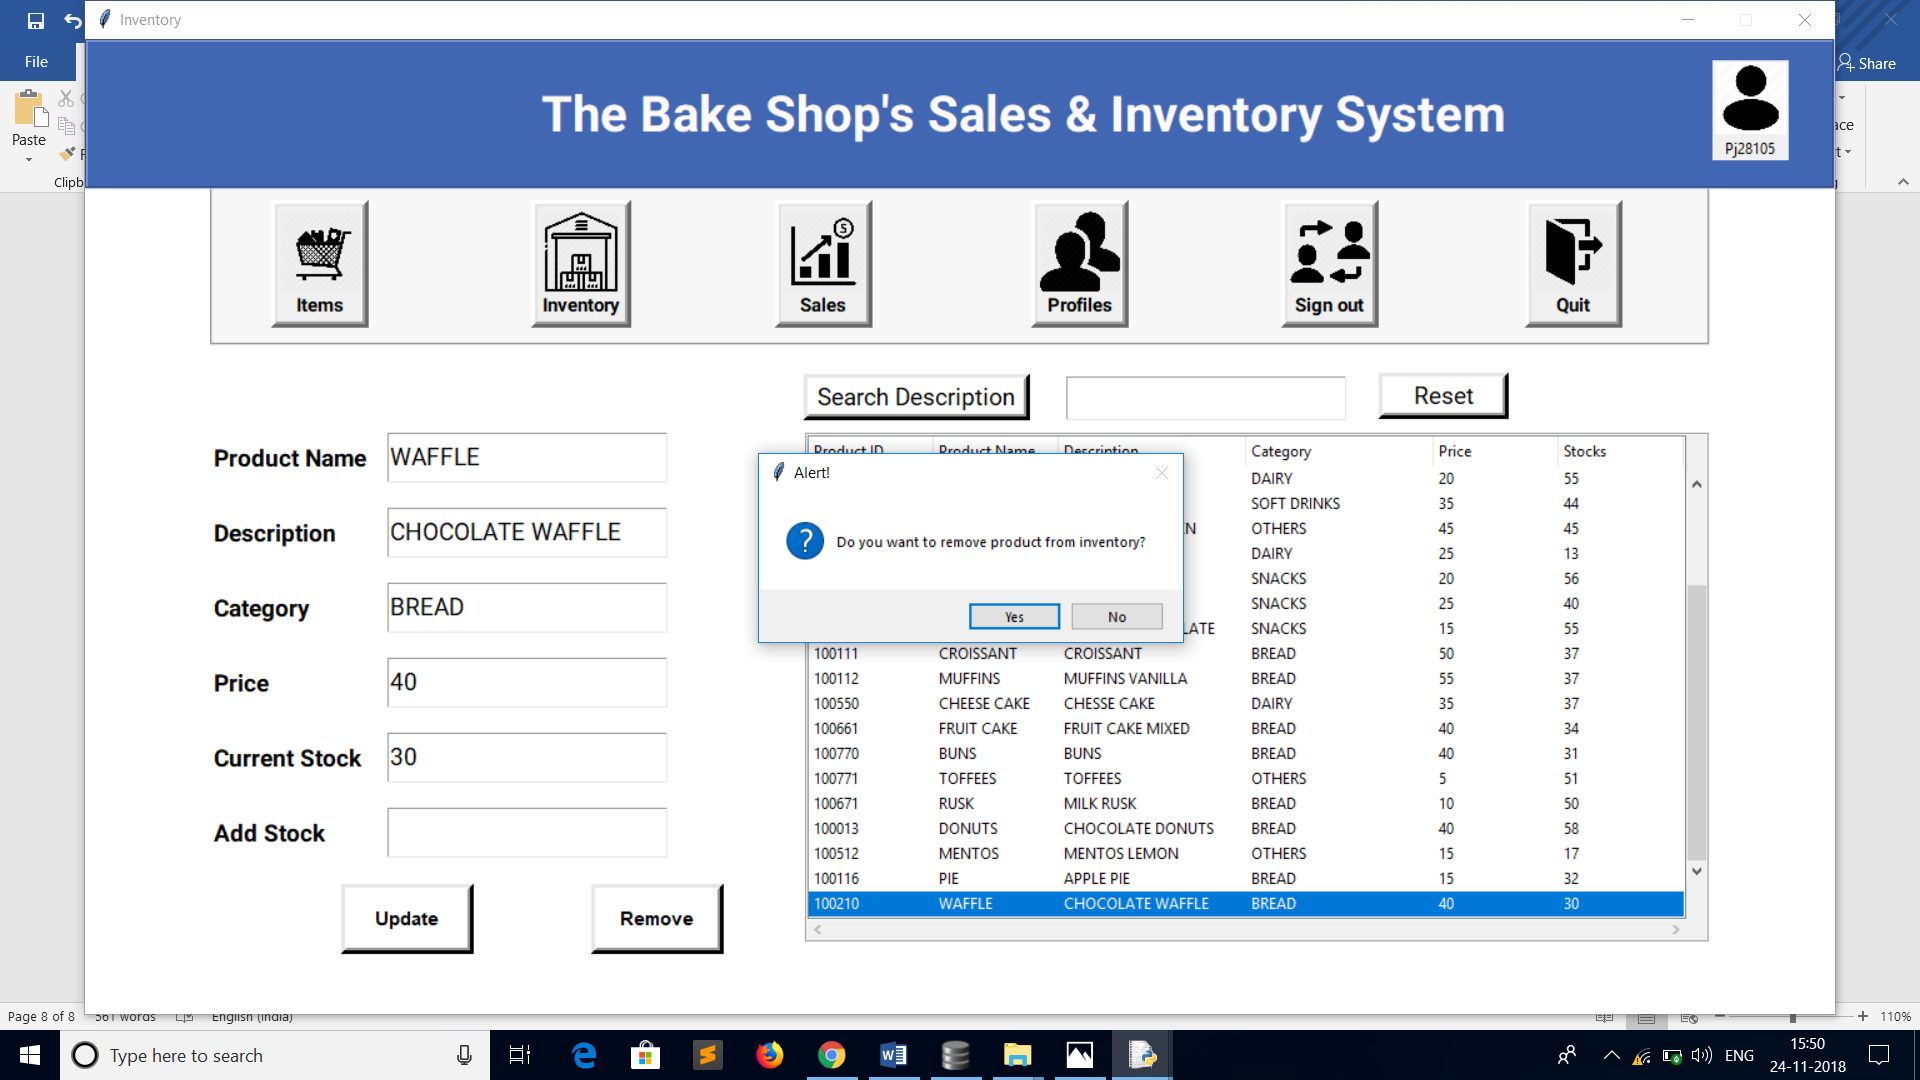 Inventory
File
Share
The Bake Shop's Sales & Inventory System
Pj28105
Paste
Clipb
ace
Items
Inventory
Sales
Profiles
Sign out
Quit
Search Description
Reset
Product Name WAFFLE
Description CHOCOLATE WAFFLE
Category BREAD
Price 40
Current Stock 30
Add Stock
Update
Remove
Product ID Product Name Description Category Price Stocks
DAIRY 20 55
SOFT DRINKS 35 44
EN OTHERS 45 45
DAIRY 25 13
SNACKS 20 56
SNACKS 25 40
LATE SNACKS 15 55
100111 CROISSANT CROISSANT BREAD 50 37
100112 MUFFINS MUFFINS VANILLA BREAD 55 37
100550 CHEESE CAKE CHESSE CAKE DAIRY 35 37
100661 FRUIT CAKE FRUIT CAKE MIXED BREAD 40 34
100770 BUNS BUNS BREAD 40 31
100771 TOFFEES TOFFEES OTHERS 5 51
100671 RUSK MILK RUSK BREAD 10 50
100013 DONUTS CHOCOLATE DONUTS BREAD 40 58
100512 MENTOS MENTOS LEMON OTHERS 15 17
100116 PIE APPLE PIE BREAD 15 32
100210 WAFFLE CHOCOLATE WAFFLE BREAD 40 30
Alert!
Do you want to remove product from inventory?
Yes No
Page 8 of 8 561 words English (India)
110%
Type here to search
ENG
15:50
24-11-2018